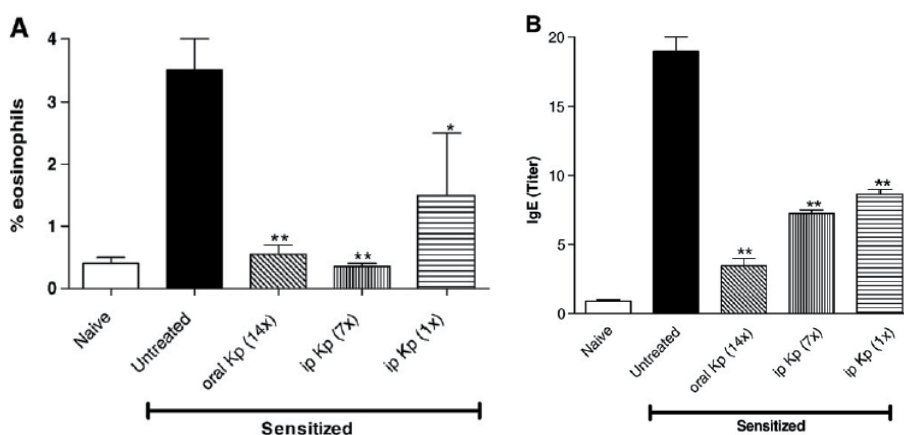 A
% eosinophils
4
3
2
1
0
**
**
*
Naive
Untreated
oral Kp (14x)
ip Kp (7x)
ip Kp (1x)
Sensitized
B
IgE (Titer)
20
15
10
5
0
**
**
**
Naive
Untreated
oral Kp (14x)
ip Kp (7x)
ip Kp (1x)
Sensitized